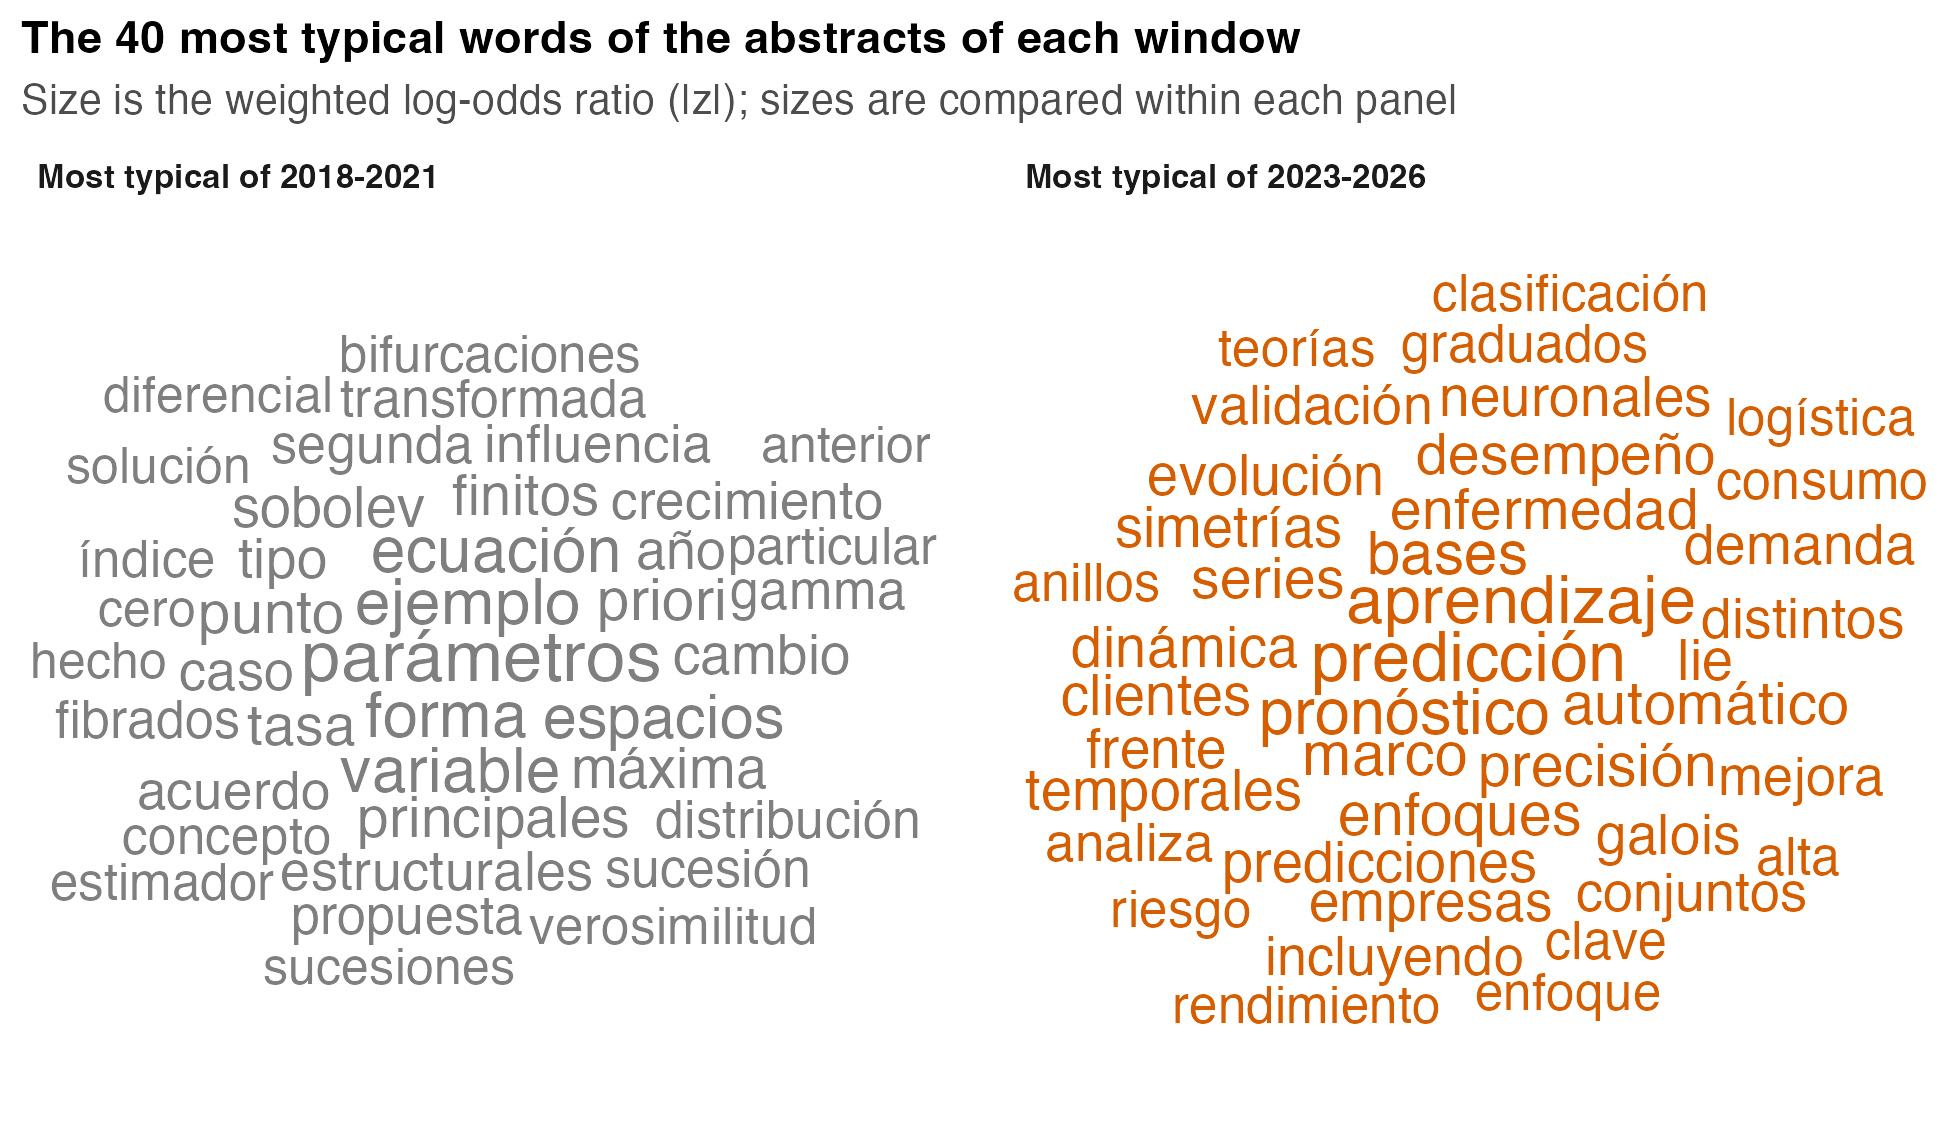 The 40 most typical words of the abstracts of each window
Size is the weighted log-odds ratio (|z|); sizes are compared within each panel
Most typical of 2018-2021
bifurcaciones
diferencial transformada
segunda influencia anterior
solución
sobolev finitos crecimiento
índice tipo ecuación año particular
cero punto ejemplo priori gamma
hecho caso parámetros cambio
fibrados tasa forma espacios
variable máxima
acuerdo
concepto principales distribución
estimador estructurales sucesión
propuesta verosimilitud
sucesiones
Most typical of 2023-2026
clasificación
teorías graduados
validación neuronales logística
evolución desempeño consumo
simetrías enfermedad
bases demanda
anillos series aprendizaje distintos
dinámica predicción lie
clientes pronóstico automático
frente marco precisión mejora
temporales enfoques
analiza predicciones galois alta
riesgo empresas conjuntos
incluyendo clave
rendimiento enfoque